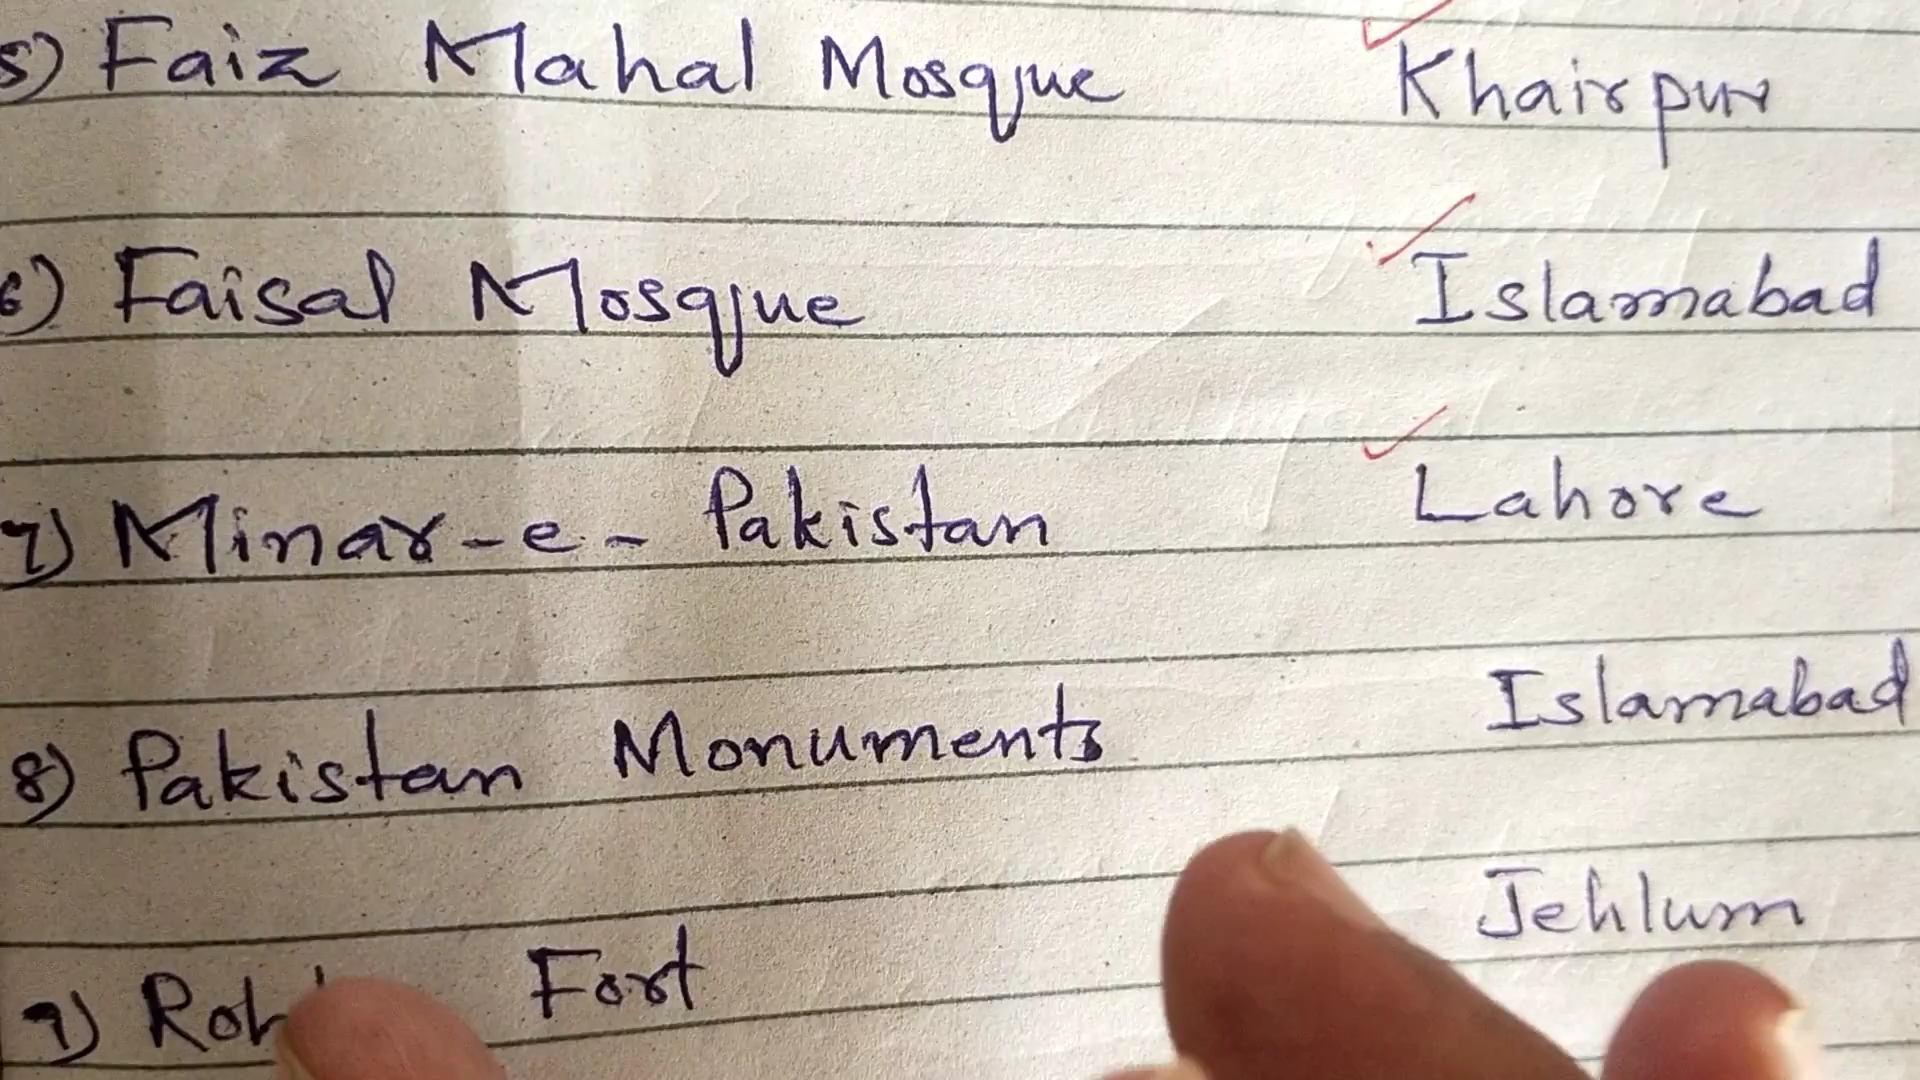 5) Faiz Mahal Mosque Khairpur
6) Faisal Mosque Islamabad
7) Minar-e-Pakistan Lahore
8) Pakistan Monuments Islamabad
9) Fort Jehlum